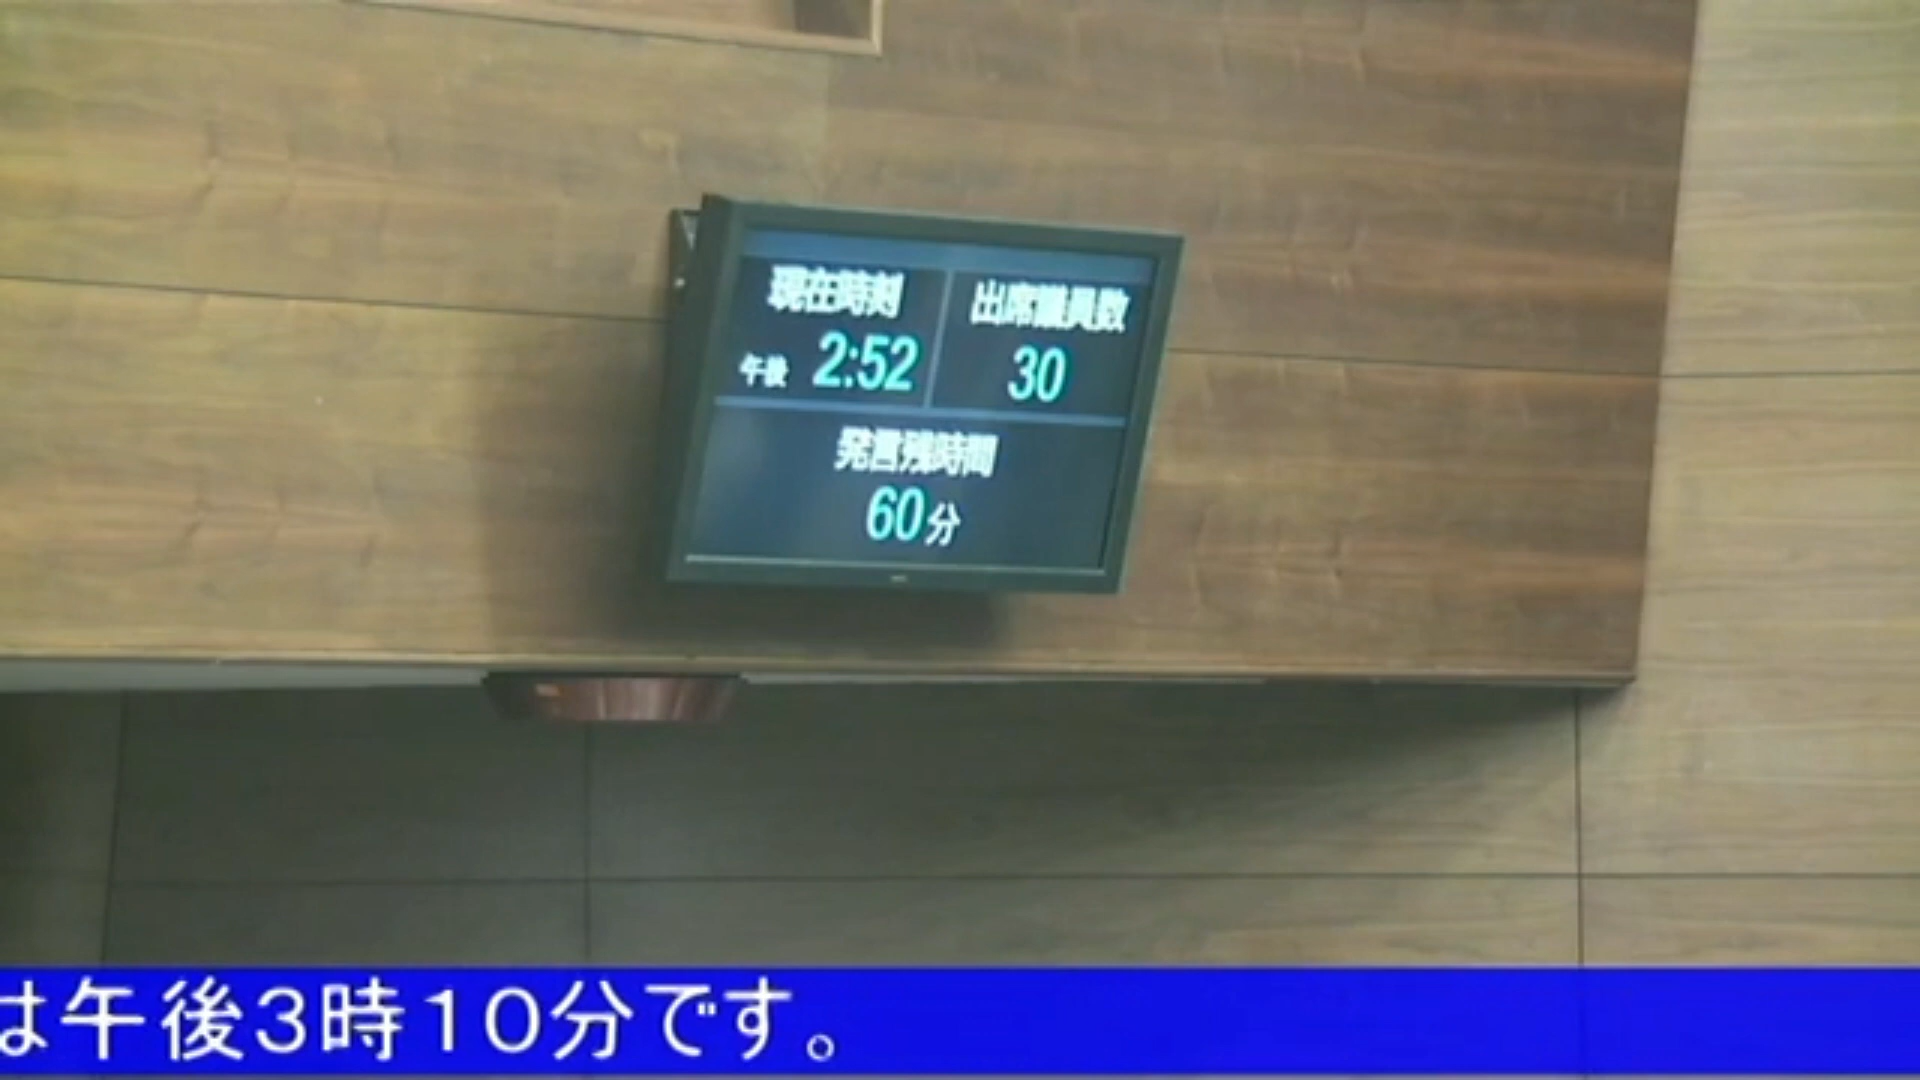 現在時刻
午後 2:52
出席議員数
30
発言残時間
60分
は午後3時10分です。